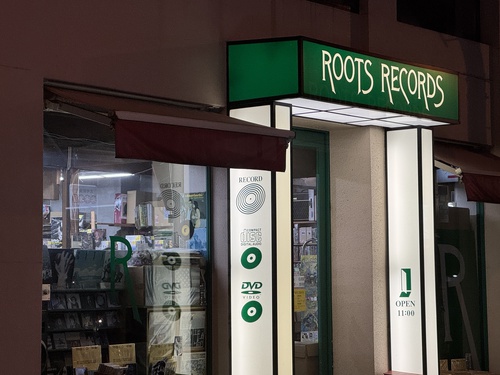 ROOTS RECORDS
RECORD
COMPACT
disc
DIGITAL AUDIO
DVD
VIDEO
R
OPEN
11:00
R